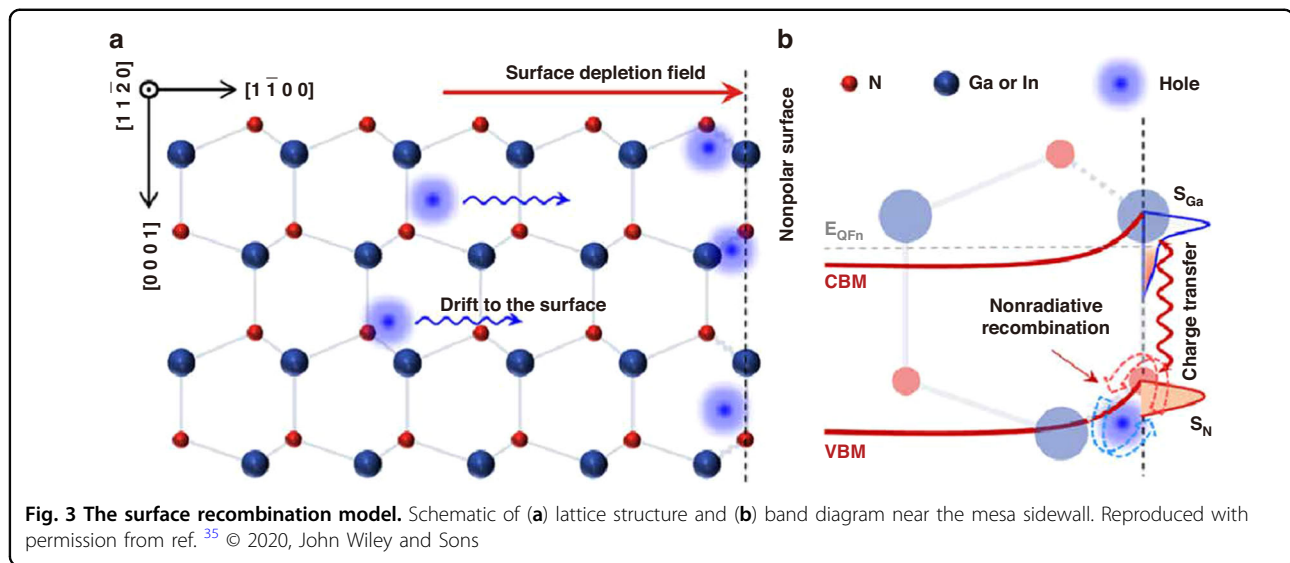 a
[1 1 2̅ 0]
[1 1̅ 0 0]
[0 0 0 1]
Surface depletion field
Drift to the surface
Nonpolar surface
b
N
Ga or In
Hole
S_Ga
E_QFn
CBM
Nonradiative
recombination
Charge transfer
S_N
VBM
Fig. 3 The surface recombination model. Schematic of (a) lattice structure and (b) band diagram near the mesa sidewall. Reproduced with
permission from ref. 35 © 2020, John Wiley and Sons